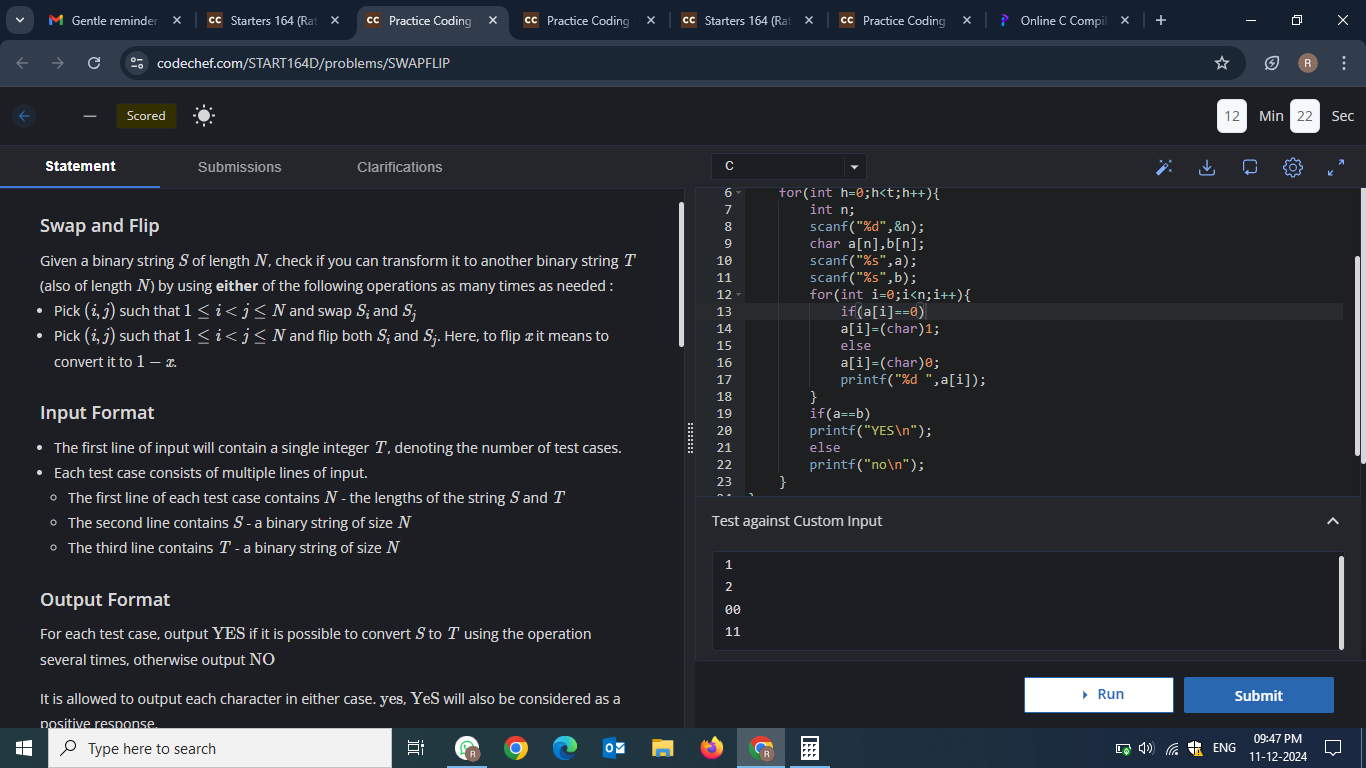 Gentle reminder
Starters 164 (Rat
Practice Coding
Practice Coding
Starters 164 (Rat
Practice Coding
Online C Compil
codechef.com/START164D/problems/SWAPFLIP
R
Scored
12 Min 22 Sec
Statement Submissions Clarifications
C
Swap and Flip
Given a binary string S of length N, check if you can transform it to another binary string T
(also of length N) by using either of the following operations as many times as needed :
• Pick (i, j) such that 1 ≤ i < j ≤ N and swap Sᵢ and Sⱼ
• Pick (i, j) such that 1 ≤ i < j ≤ N and flip both Sᵢ and Sⱼ. Here, to flip x it means to
convert it to 1 − x.
Input Format
• The first line of input will contain a single integer T, denoting the number of test cases.
• Each test case consists of multiple lines of input.
◦ The first line of each test case contains N - the lengths of the string S and T
◦ The second line contains S - a binary string of size N
◦ The third line contains T - a binary string of size N
Output Format
For each test case, output YES if it is possible to convert S to T using the operation
several times, otherwise output NO
It is allowed to output each character in either case. yes, YeS will also be considered as a
positive response.
6 for(int h=0;h<t;h++){
7 int n;
8 scanf("%d",&n);
9 char a[n],b[n];
10 scanf("%s",a);
11 scanf("%s",b);
12 for(int i=0;i<n;i++){
13 if(a[i]==0)
14 a[i]=(char)1;
15 else
16 a[i]=(char)0;
17 printf("%d ",a[i]);
18 }
19 if(a==b)
20 printf("YES\n");
21 else
22 printf("no\n");
23 }
24 }
Test against Custom Input
1
2
00
11
Run
Submit
Type here to search
R
R
ENG
09:47 PM
11-12-2024